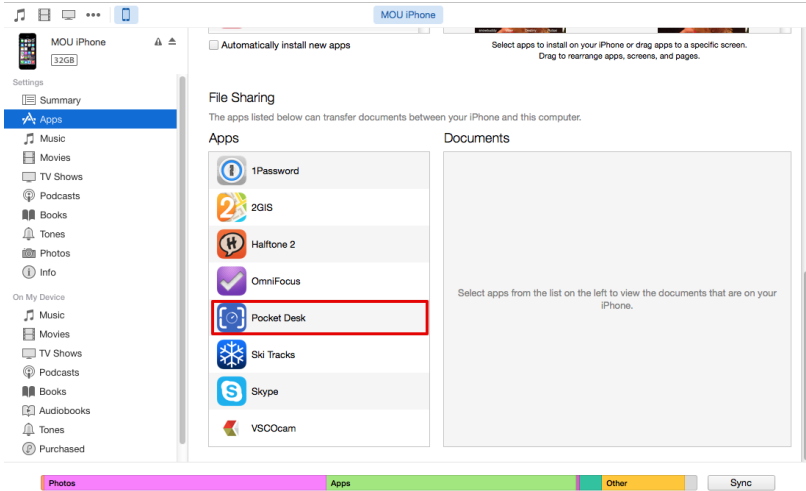 MOU iPhone
MOU iPhone
32GB
Settings
Summary
Apps
Music
Movies
TV Shows
Podcasts
Books
Tones
Photos
Info
On My Device
Music
Movies
TV Shows
Podcasts
Books
Audiobooks
Tones
Purchased
Automatically install new apps
Select apps to install on your iPhone or drag apps to a specific screen.
Drag to rearrange apps, screens, and pages.
File Sharing
The apps listed below can transfer documents between your iPhone and this computer.
Apps
1Password
2GIS
Halftone 2
OmniFocus
Pocket Desk
Ski Tracks
Skype
VSCOcam
Documents
Select apps from the list on the left to view the documents that are on your
iPhone.
Photos
Apps
Other
Sync